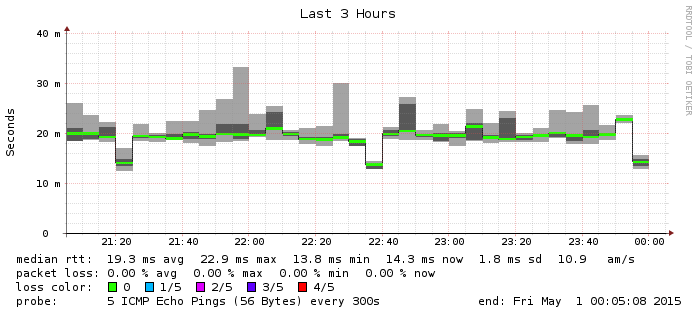 Last 3 Hours
RRDTOOL / TOBI OETIKER
Seconds
40 m
30 m
20 m
10 m
0
21:20 21:40 22:00 22:20 22:40 23:00 23:20 23:40 00:00
median rtt: 19.3 ms avg 22.9 ms max 13.8 ms min 14.3 ms now 1.8 ms sd 10.9 am/s
packet loss: 0.00 % avg 0.00 % max 0.00 % min 0.00 % now
loss color: 0 1/5 2/5 3/5 4/5
probe: 5 ICMP Echo Pings (56 Bytes) every 300s end: Fri May 1 00:05:08 2015